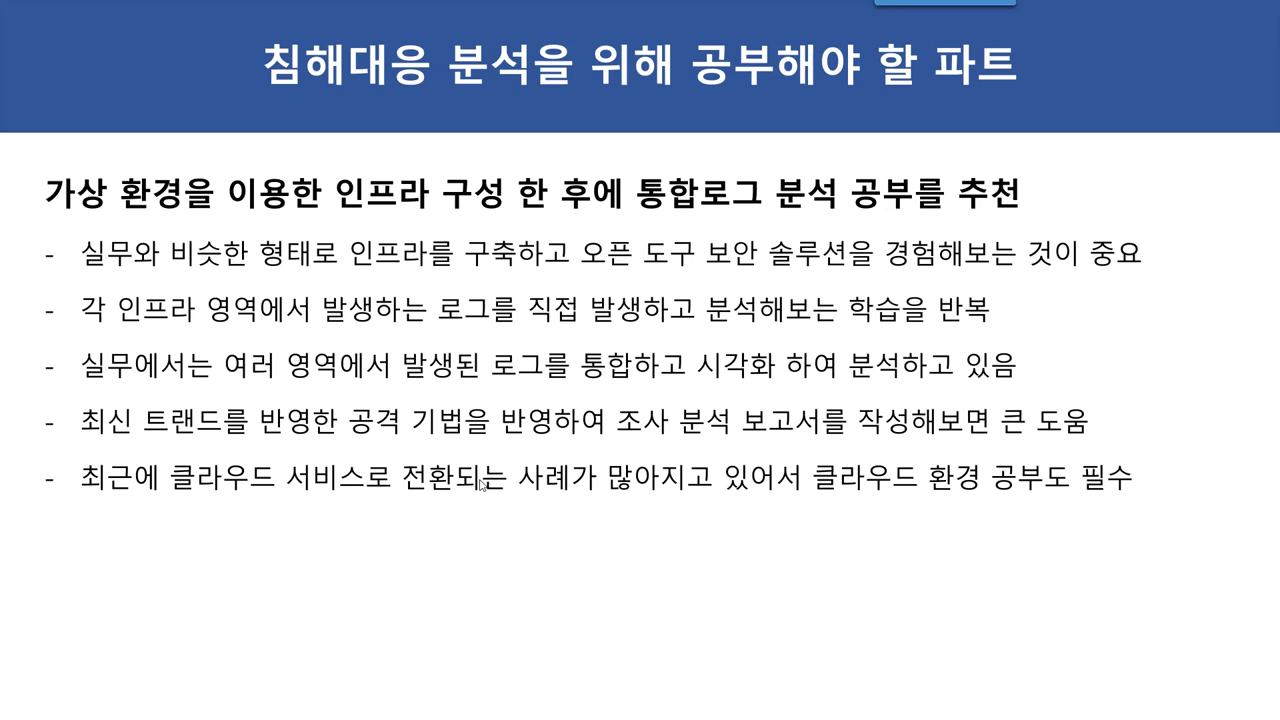 침해대응 분석을 위해 공부해야 할 파트
가상 환경을 이용한 인프라 구성 한 후에 통합로그 분석 공부를 추천
- 실무와 비슷한 형태로 인프라를 구축하고 오픈 도구 보안 솔루션을 경험해보는 것이 중요
- 각 인프라 영역에서 발생하는 로그를 직접 발생하고 분석해보는 학습을 반복
- 실무에서는 여러 영역에서 발생된 로그를 통합하고 시각화 하여 분석하고 있음
- 최신 트랜드를 반영한 공격 기법을 반영하여 조사 분석 보고서를 작성해보면 큰 도움
- 최근에 클라우드 서비스로 전환되는 사례가 많아지고 있어서 클라우드 환경 공부도 필수